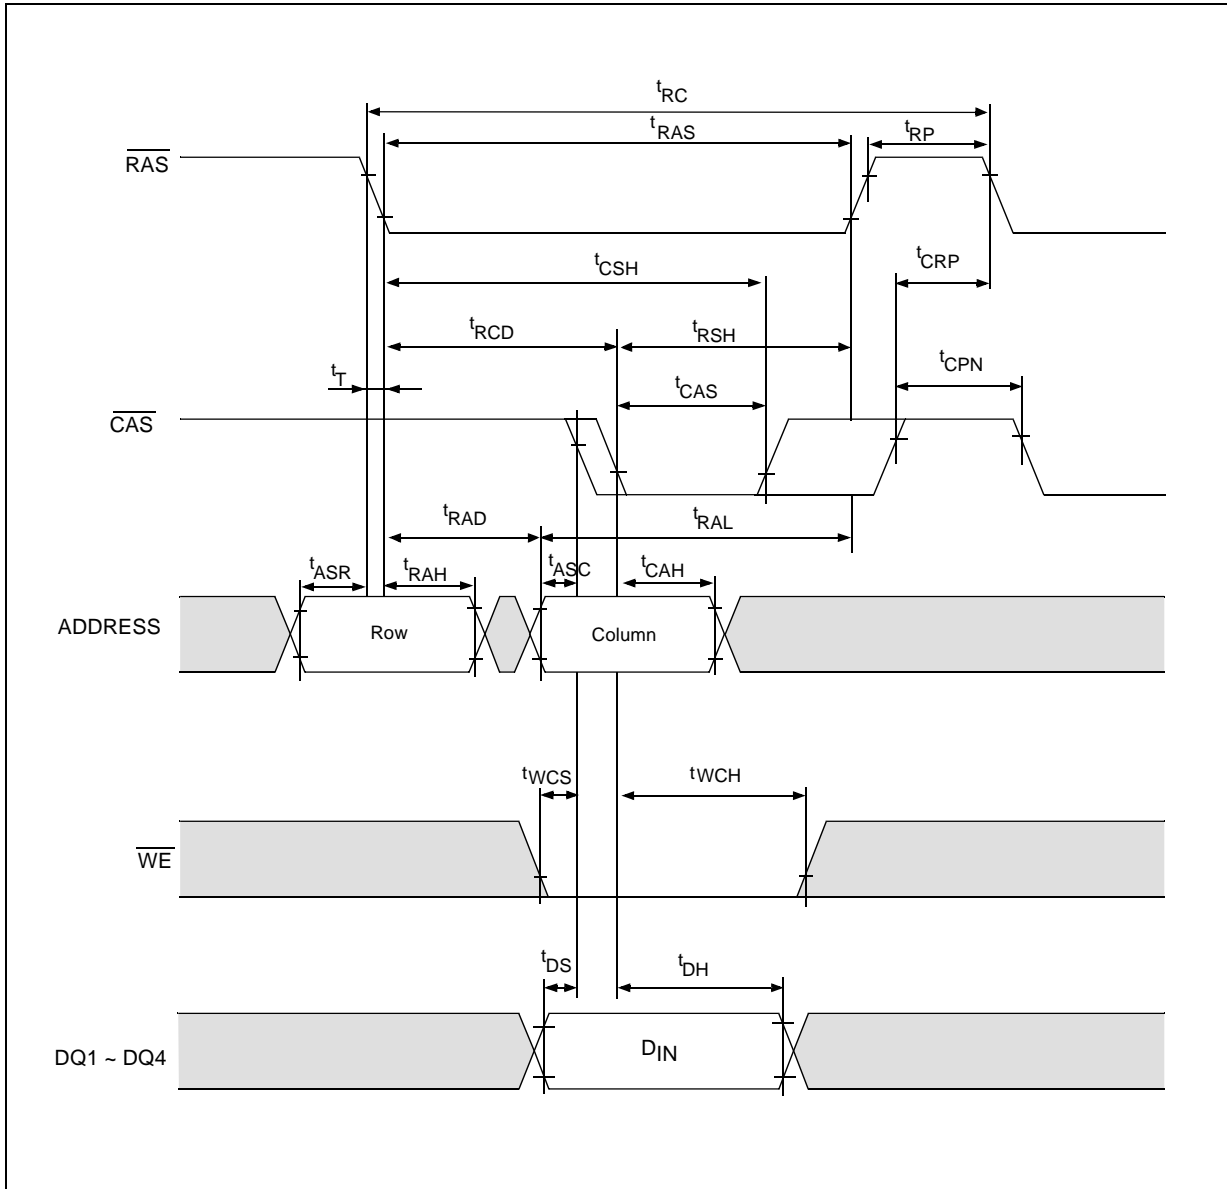 tRC
tRAS
tRP
RAS
tCSH
tCRP
tRCD
tRSH
tT
tCAS
tCPN
CAS
tRAD
tRAL
tASR
tRAH
tASC
tCAH
ADDRESS
Row
Column
tWCS
tWCH
WE
tDS
tDH
DQ1 ~ DQ4
DIN